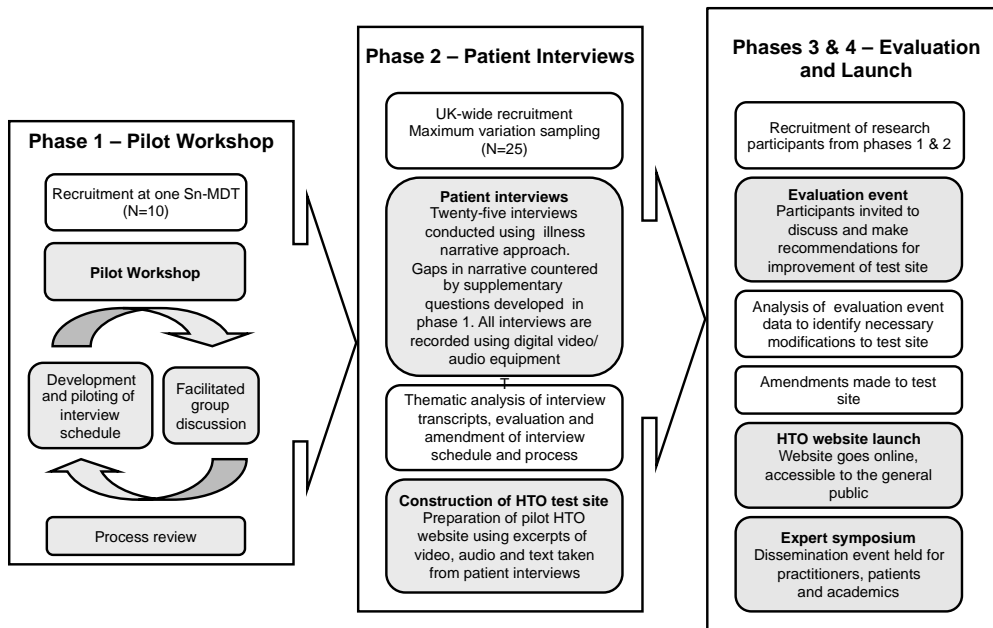 Phase 1 – Pilot Workshop
Recruitment at one Sn-MDT
(N=10)
Pilot Workshop
Development
and piloting of
interview
schedule
Facilitated
group
discussion
Process review
Phase 2 – Patient Interviews
UK-wide recruitment
Maximum variation sampling
(N=25)
Patient interviews
Twenty-five interviews
conducted using illness
narrative approach.
Gaps in narrative countered
by supplementary
questions developed in
phase 1. All interviews are
recorded using digital video/
audio equipment
T
Thematic analysis of interview
transcripts, evaluation and
amendment of interview
schedule and process
Construction of HTO test site
Preparation of pilot HTO
website using excerpts of
video, audio and text taken
from patient interviews
Phases 3 & 4 – Evaluation
and Launch
Recruitment of research
participants from phases 1 & 2
Evaluation event
Participants invited to
discuss and make
recommendations for
improvement of test site
Analysis of evaluation event
data to identify necessary
modifications to test site
Amendments made to test
site
HTO website launch
Website goes online,
accessible to the general
public
Expert symposium
Dissemination event held for
practitioners, patients
and academics